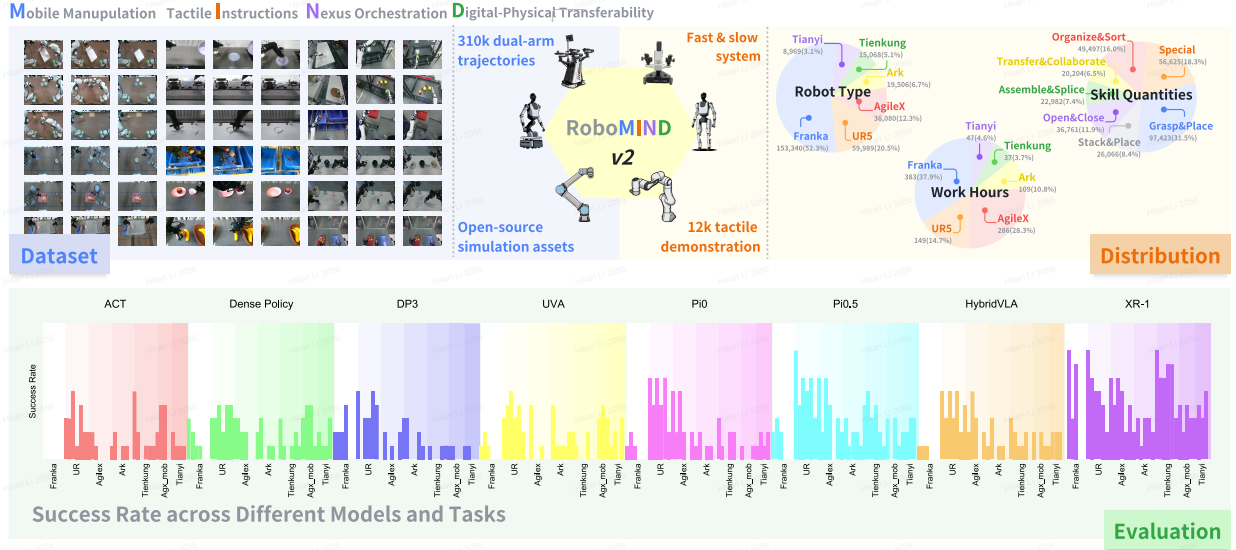 Mobile Manupulation Tactile Instructions Nexus Orchestration Digital-Physical Transferability
310k dual-arm
trajectories
Fast & slow
system
RoboMIND
v2
Open-source
simulation assets
12k tactile
demonstration
Dataset
Tianyi
8,969(3.1%)
Tienkung
15,068(5.1%)
Ark
19,506(6.7%)
Robot Type
AgileX
36,080(12.3%)
Franka
153,340(52.3%)
UR5
59,989(20.5%)
Organize&Sort
49,497(16.0%)
Special
56,625(18.3%)
Transfer&Collaborate
20,204(6.5%)
Assemble&Splice
22,982(7.4%)
Skill Quantities
Open&Close
36,761(11.9%)
Grasp&Place
97,423(31.5%)
Stack&Place
26,066(8.4%)
Tianyi
47(4.6%)
Tienkung
37(3.7%)
Franka
383(37.9%)
Ark
109(10.8%)
Work Hours
AgileX
286(28.3%)
UR5
149(14.7%)
Distribution
ACT Dense Policy DP3 UVA Pi0 Pi0.5 HybridVLA XR-1
Success Rate
Franka UR Agilex Ark Tienkung Agx_mob Tianyi
Franka UR Agilex Ark Tienkung Agx_mob Tianyi
Franka UR Agilex Ark Tienkung Agx_mob Tianyi
Franka UR Agilex Ark Tienkung Agx_mob Tianyi
Franka UR Agilex Ark Tienkung Agx_mob Tianyi
Franka UR Agilex Ark Tienkung Agx_mob Tianyi
Franka UR Agilex Ark Tienkung Agx_mob Tianyi
Franka UR Agilex Ark Tienkung Agx_mob Tianyi
Success Rate across Different Models and Tasks
Evaluation